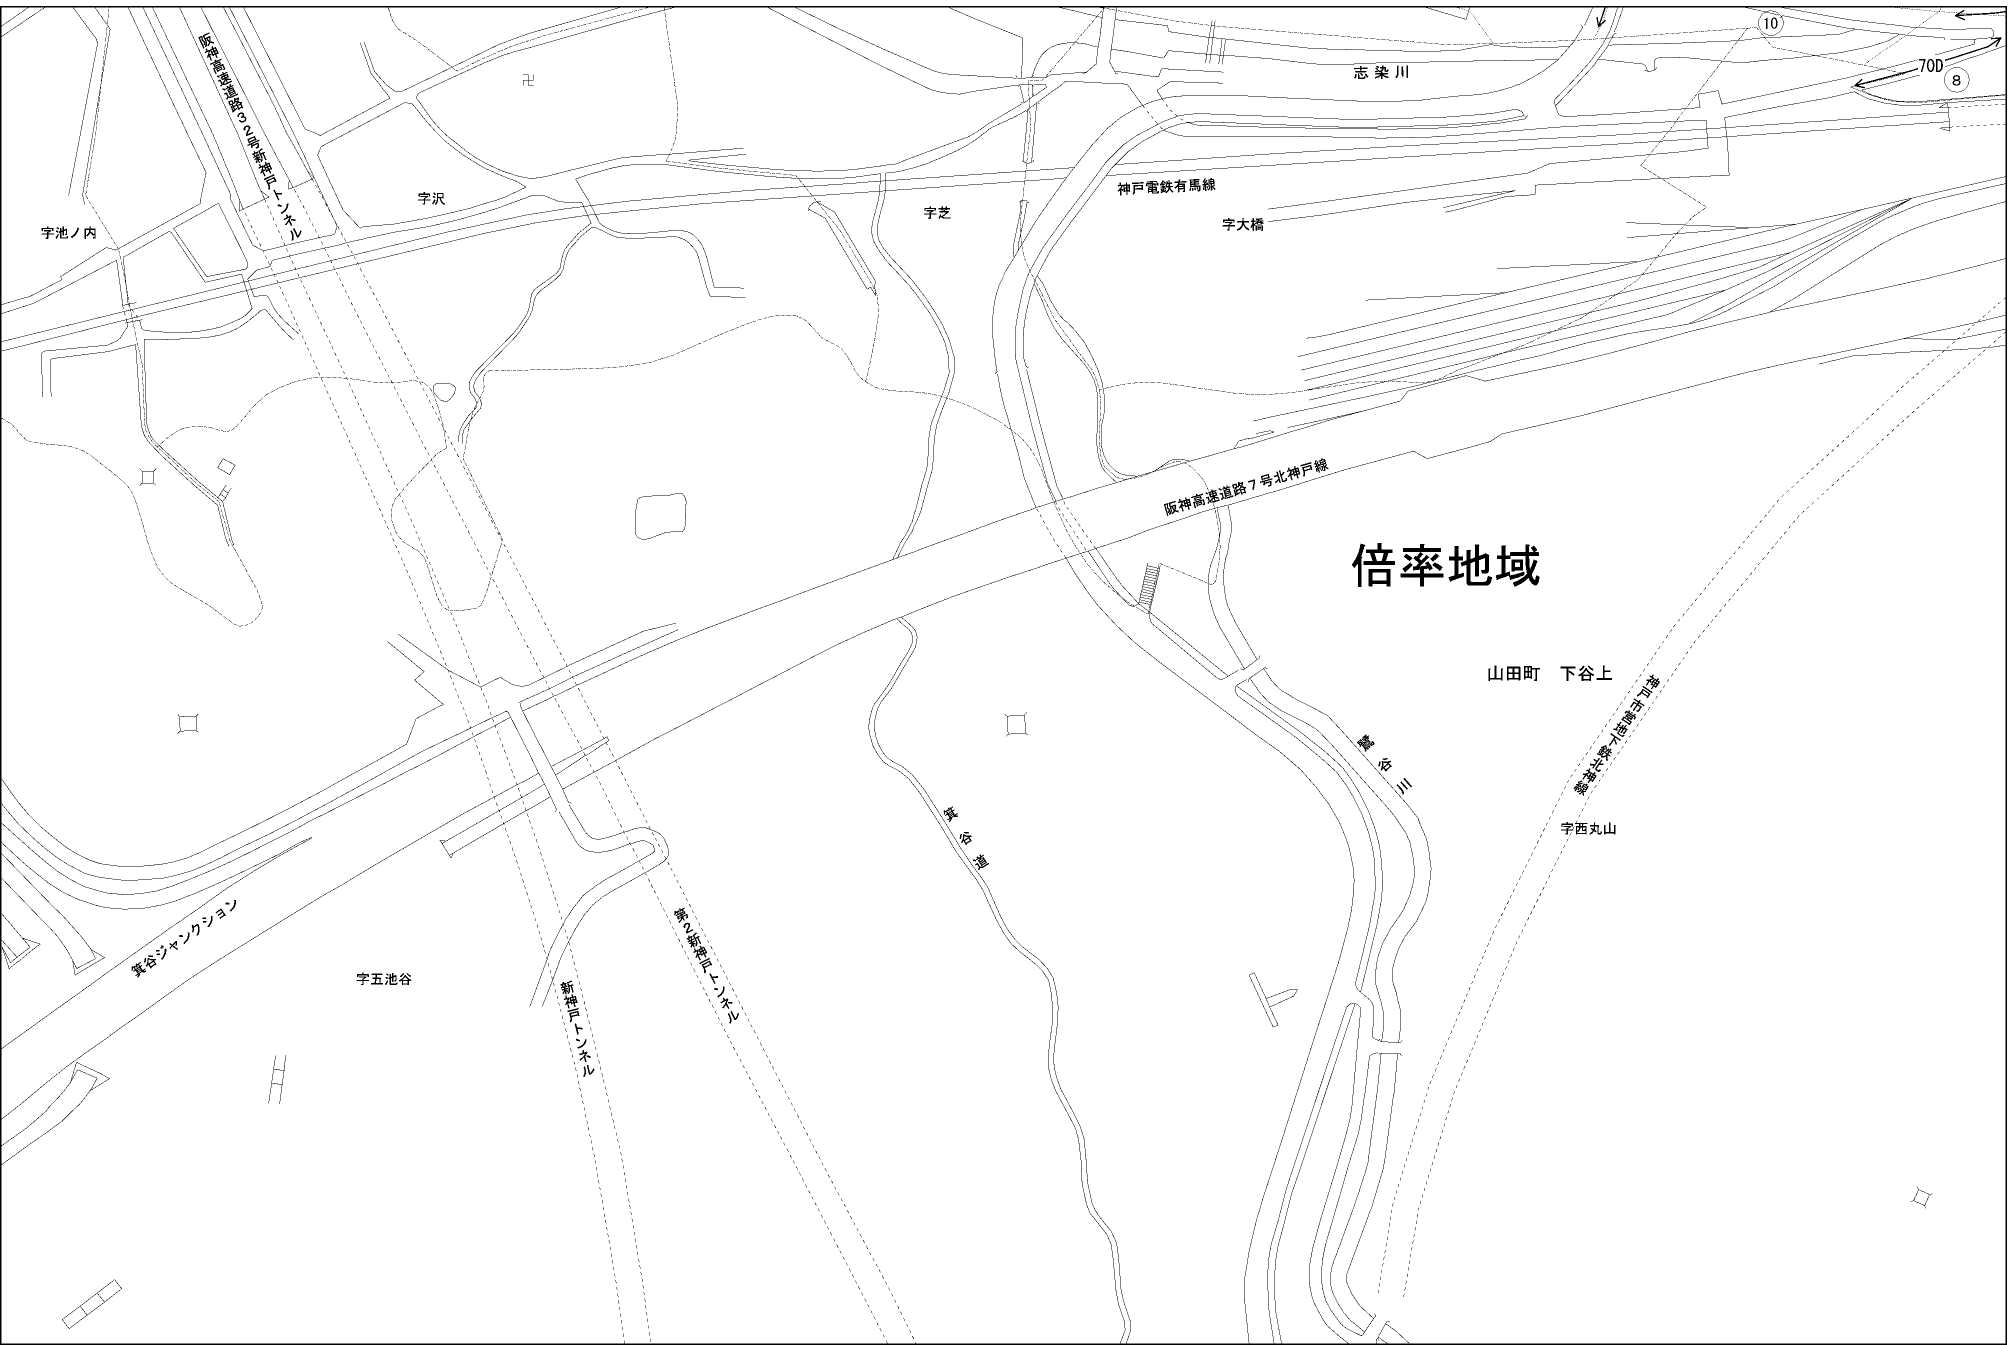 10
志染川
70D
8
阪神高速道路32号新神戸トンネル
字沢
字芝
神戸電鉄有馬線
字大橋
字池ノ内
阪神高速道路7号北神戸線
倍率地域
山田町 下谷上
神戸市営地下鉄北神線
字西丸山
箕谷道
箕谷ジャンクション
第2新神戸トンネル
字五池谷
新神戸トンネル